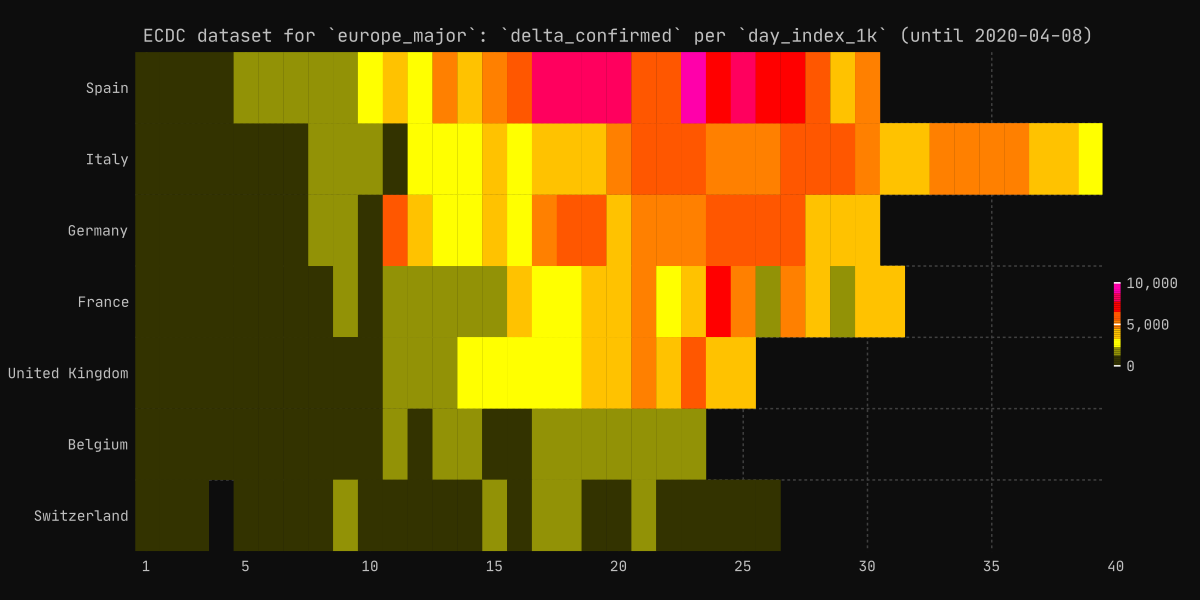 ECDC dataset for `europe_major`: `delta_confirmed` per `day_index_1k` (until 2020-04-08)
Spain
Italy
Germany
France
United Kingdom
Belgium
Switzerland
10,000
5,000
0
1 5 10 15 20 25 30 35 40